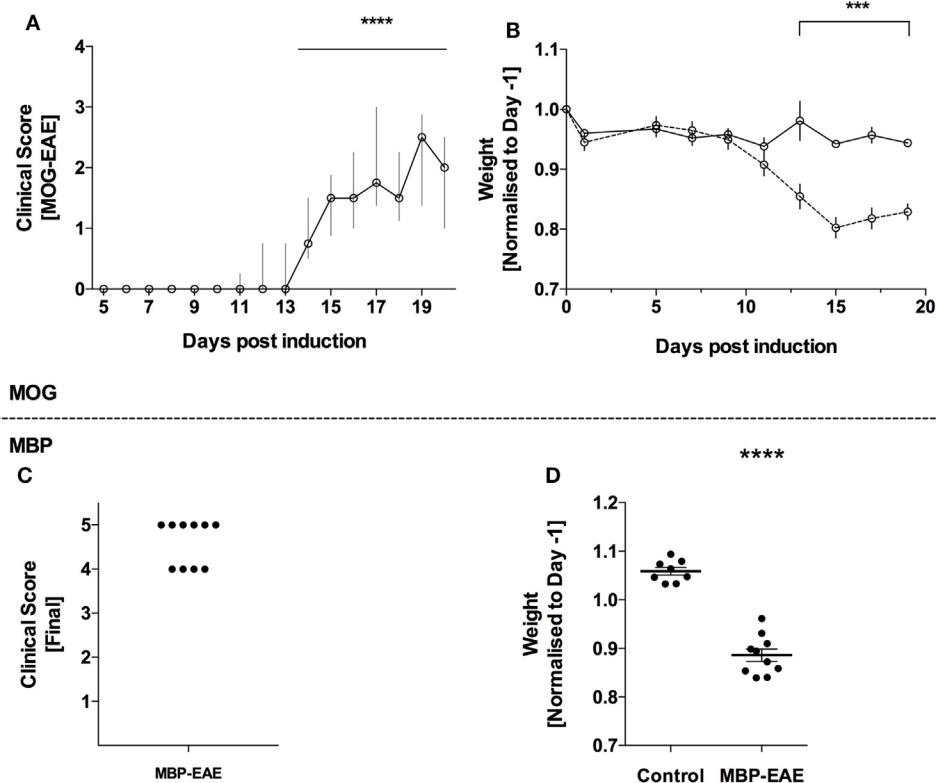 A
****
Clinical Score
[MOG-EAE]
4
3
2
1
0
5 7 9 11 13 15 17 19
Days post induction
B
***
Weight
[Normalised to Day -1]
1.1
1.0
0.9
0.8
0.7
0 5 10 15 20
Days post induction
MOG
MBP
C
Clinical Score
[Final]
5
4
3
2
1
MBP-EAE
D
****
Weight
[Normalised to Day -1]
1.2
1.1
1.0
0.9
0.8
0.7
Control MBP-EAE